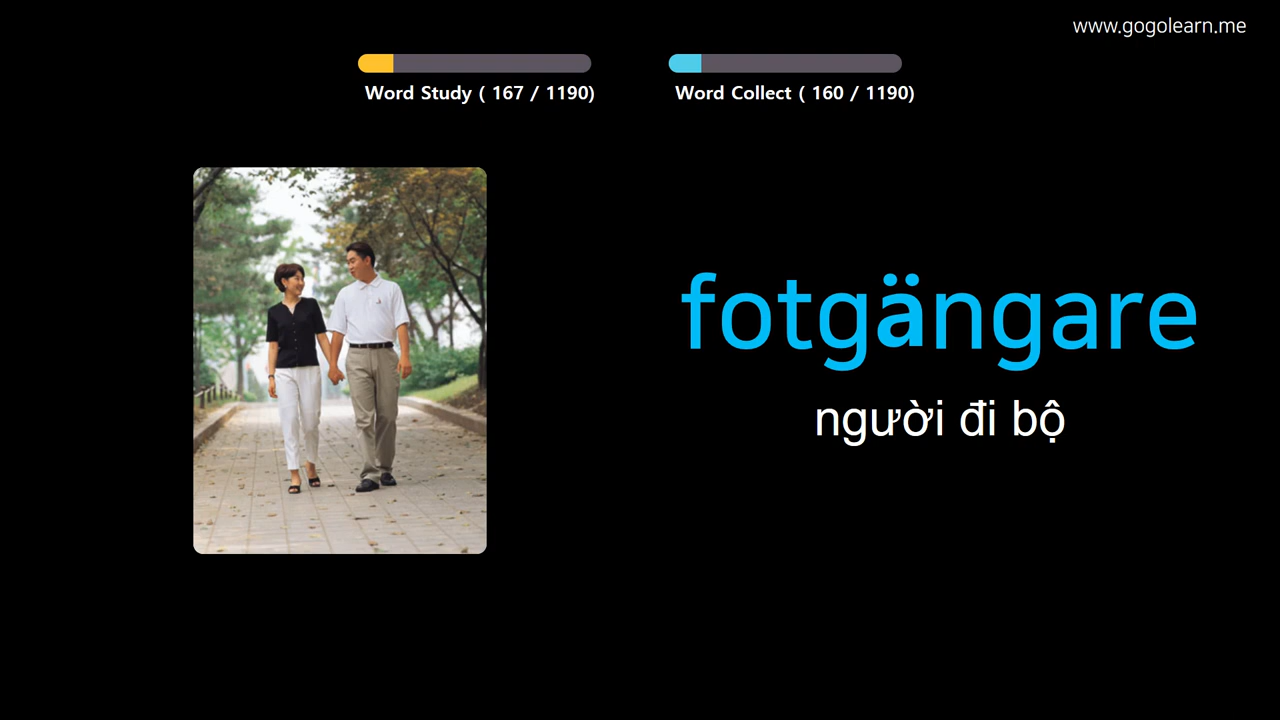 www.gogolearn.me
Word Study ( 167 / 1190)
Word Collect ( 160 / 1190)
fotgängare
người đi bộ